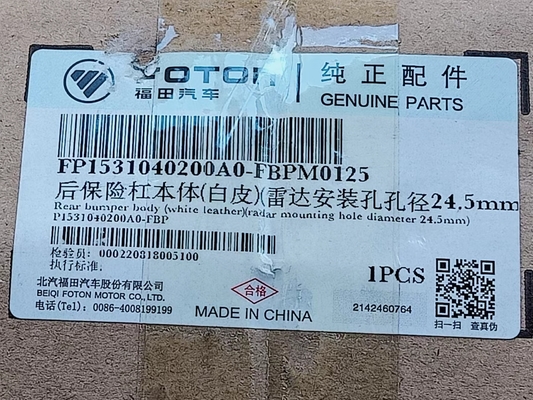 FOTON
福田汽车
纯正配件
GENUINE PARTS
FP1531040200A0-FBPM0125
后保险杠本体(白皮)(雷达安装孔孔径24.5mm
Rear bumper body (white leather)(radar mounting hole diameter 24.5mm)
P1531040200A0-FBP
检验员: 000220818005100
执行标准:
1PCS
北汽福田汽车股份有限公司
BEIQI FOTON MOTOR CO., LTD.
电话(Tel): 0086-4008199199
合格
MADE IN CHINA
2142460764
扫一扫 查真伪